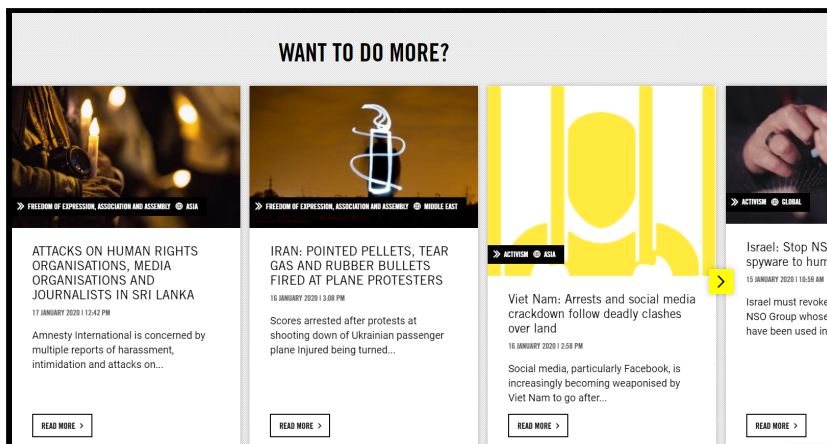 WANT TO DO MORE?
FREEDOM OF EXPRESSION, ASSOCIATION AND ASSEMBLY ASIA
ATTACKS ON HUMAN RIGHTS
ORGANISATIONS, MEDIA
ORGANISATIONS AND
JOURNALISTS IN SRI LANKA
17 JANUARY 2020 | 12:42 PM
Amnesty International is concerned by
multiple reports of harassment,
intimidation and attacks on...
READ MORE >
FREEDOM OF EXPRESSION, ASSOCIATION AND ASSEMBLY MIDDLE EAST
IRAN: POINTED PELLETS, TEAR
GAS AND RUBBER BULLETS
FIRED AT PLANE PROTESTERS
16 JANUARY 2020 | 3:08 PM
Scores arrested after protests at
shooting down of Ukrainian passenger
plane Injured being turned...
READ MORE >
ACTIVISM ASIA
Viet Nam: Arrests and social media
crackdown follow deadly clashes
over land
16 JANUARY 2020 | 2:58 PM
Social media, particularly Facebook, is
increasingly becoming weaponised by
Viet Nam to go after...
READ MORE >
ACTIVISM GLOBAL
Israel: Stop NS
spyware to hum
15 JANUARY 2020 | 10:59 AM
Israel must revoke
NSO Group whose
have been used in
READ MORE >